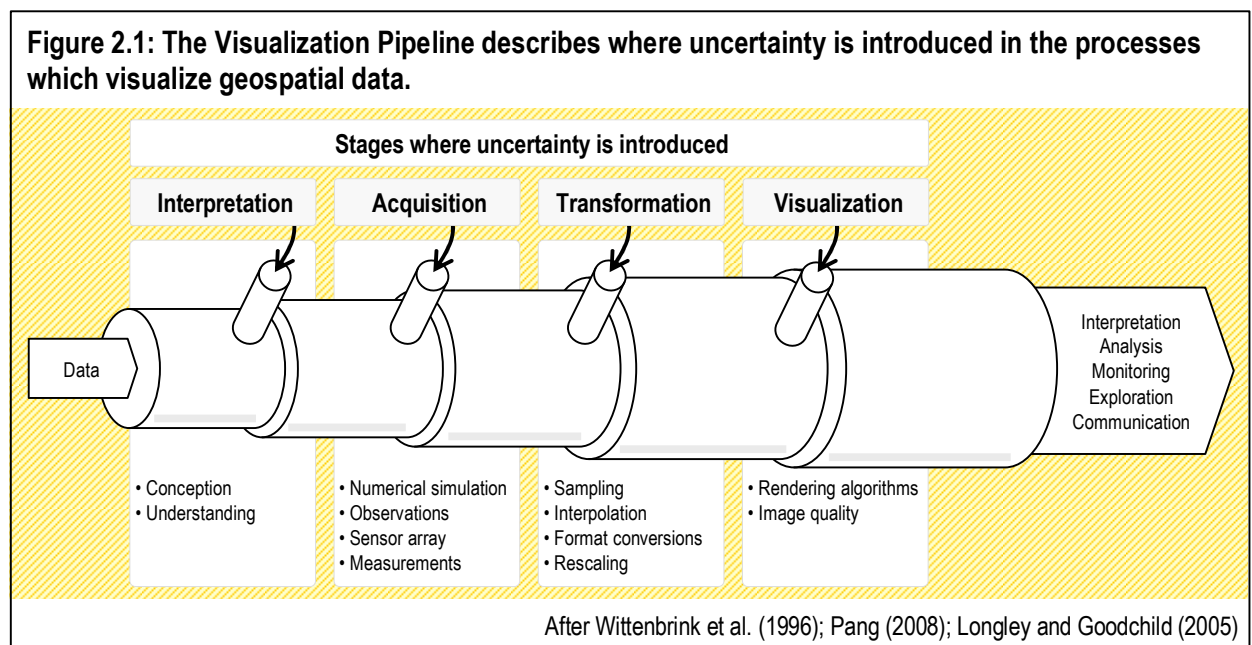 Figure 2.1: The Visualization Pipeline describes where uncertainty is introduced in the processes
which visualize geospatial data.
Stages where uncertainty is introduced
Interpretation
Acquisition
Transformation
Visualization
Data
Interpretation
Analysis
Monitoring
Exploration
Communication
• Conception
• Understanding
• Numerical simulation
• Observations
• Sensor array
• Measurements
• Sampling
• Interpolation
• Format conversions
• Rescaling
• Rendering algorithms
• Image quality
After Wittenbrink et al. (1996); Pang (2008); Longley and Goodchild (2005)